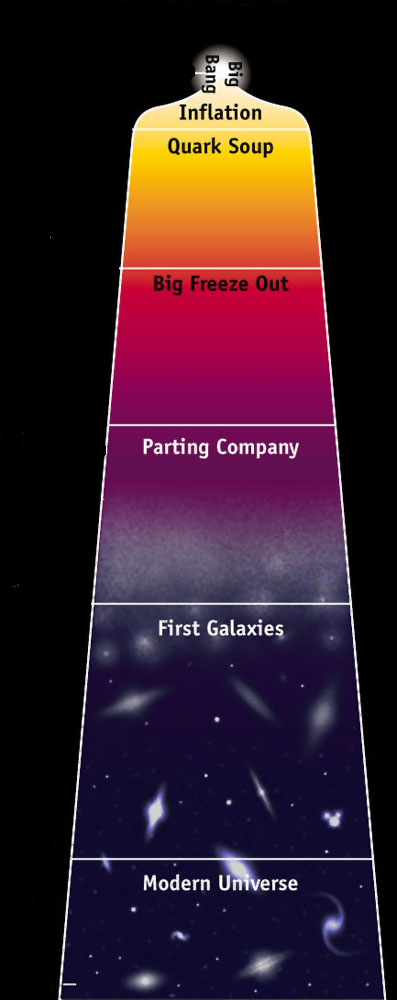 Big
Bang
Inflation
Quark Soup
Big Freeze Out
Parting Company
First Galaxies
Modern Universe